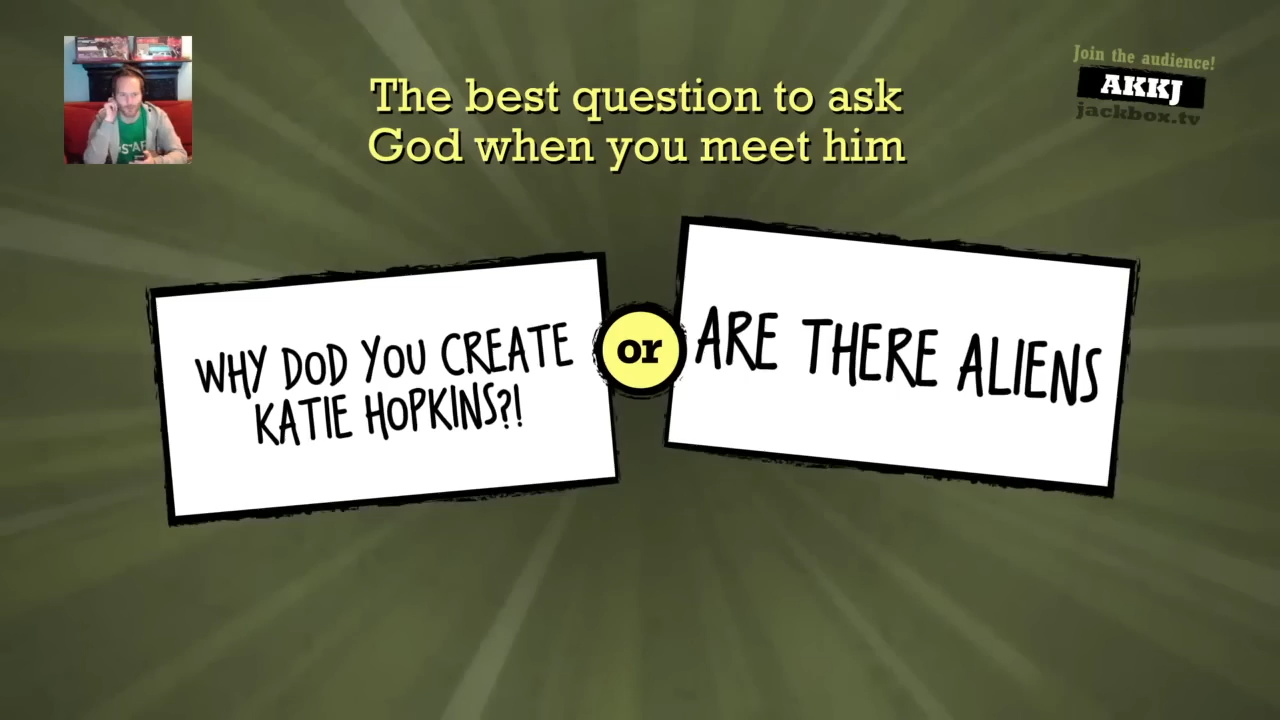 The best question to ask
God when you meet him
Join the audience!
AKKJ
jackbox.tv
WHY DOD YOU CREATE
KATIE HOPKINS?!
or
ARE THERE ALIENS